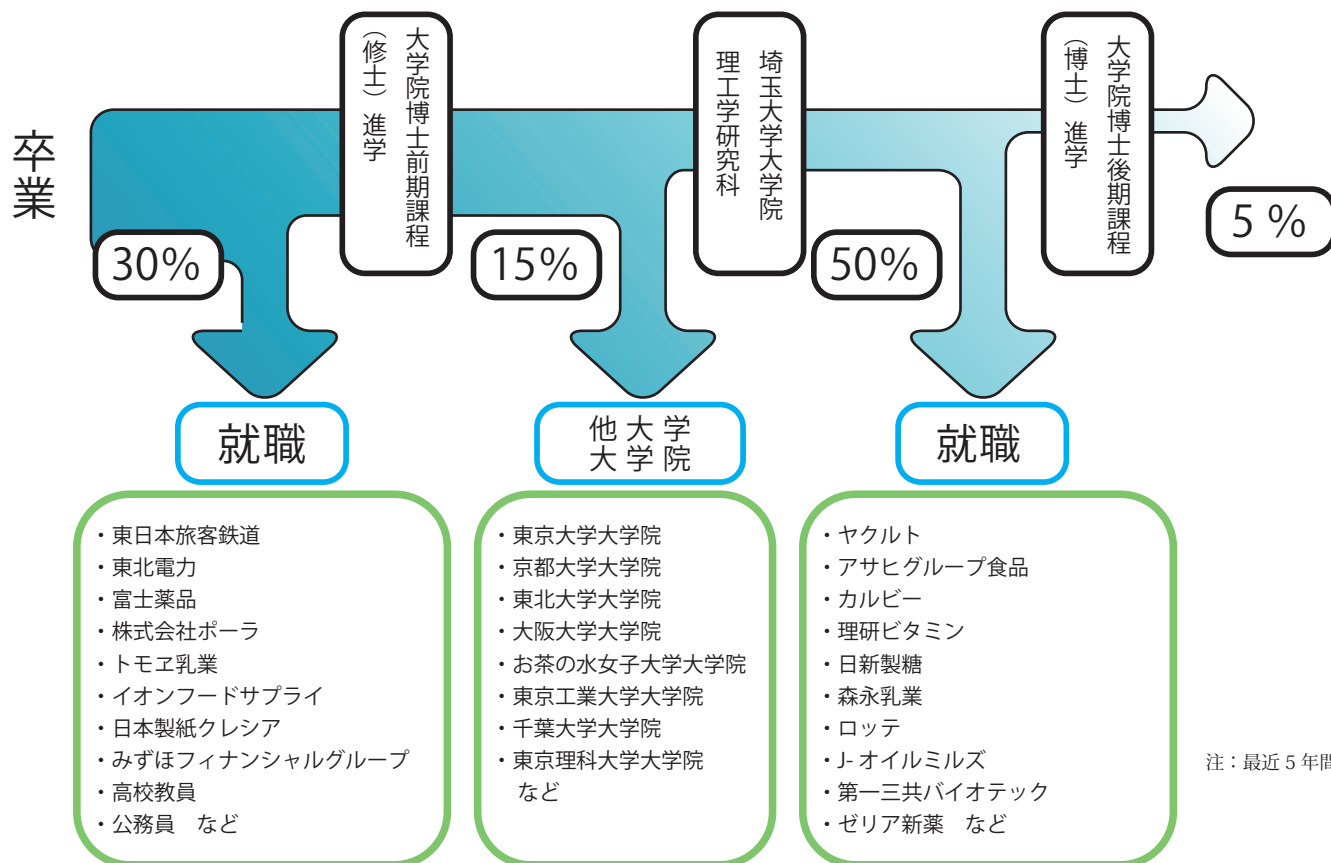 卒業
大学院博士前期課程
（修士）進学
埼玉大学大学院
理工学研究科
大学院博士後期課程
（博士）進学
30%
15%
50%
5 %
就職
他大学
大学院
就職
・東日本旅客鉄道
・東北電力
・富士薬品
・株式会社ポーラ
・トモヱ乳業
・イオンフードサプライ
・日本製紙クレシア
・みずほフィナンシャルグループ
・高校教員
・公務員　など
・東京大学大学院
・京都大学大学院
・東北大学大学院
・大阪大学大学院
・お茶の水女子大学大学院
・東京工業大学大学院
・千葉大学大学院
・東京理科大学大学院
など
・ヤクルト
・アサヒグループ食品
・カルビー
・理研ビタミン
・日新製糖
・森永乳業
・ロッテ
・J- オイルミルズ
・第一三共バイオテック
・ゼリア新薬　など
注：最近 5 年間